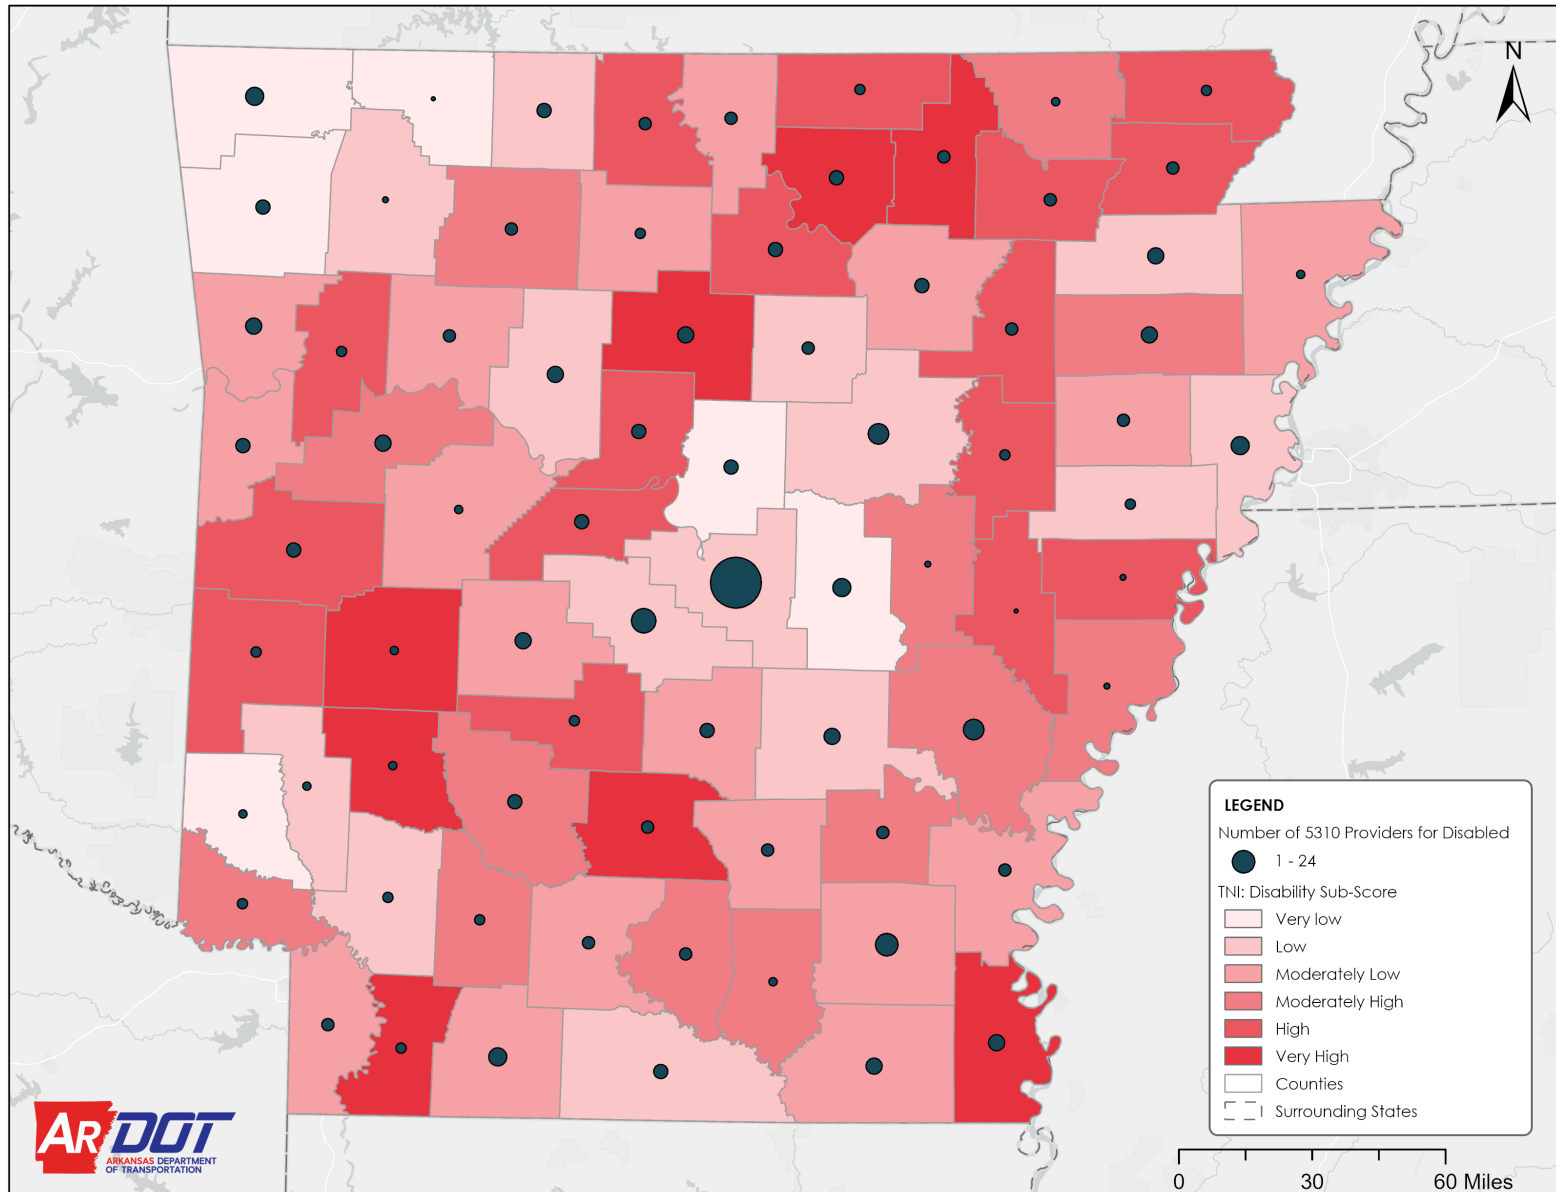 N
LEGEND
Number of 5310 Providers for Disabled
1 - 24
TNI: Disability Sub-Score
Very low
Low
Moderately Low
Moderately High
High
Very High
Counties
Surrounding States
ARDOT
ARKANSAS DEPARTMENT
OF TRANSPORTATION
0 30 60 Miles